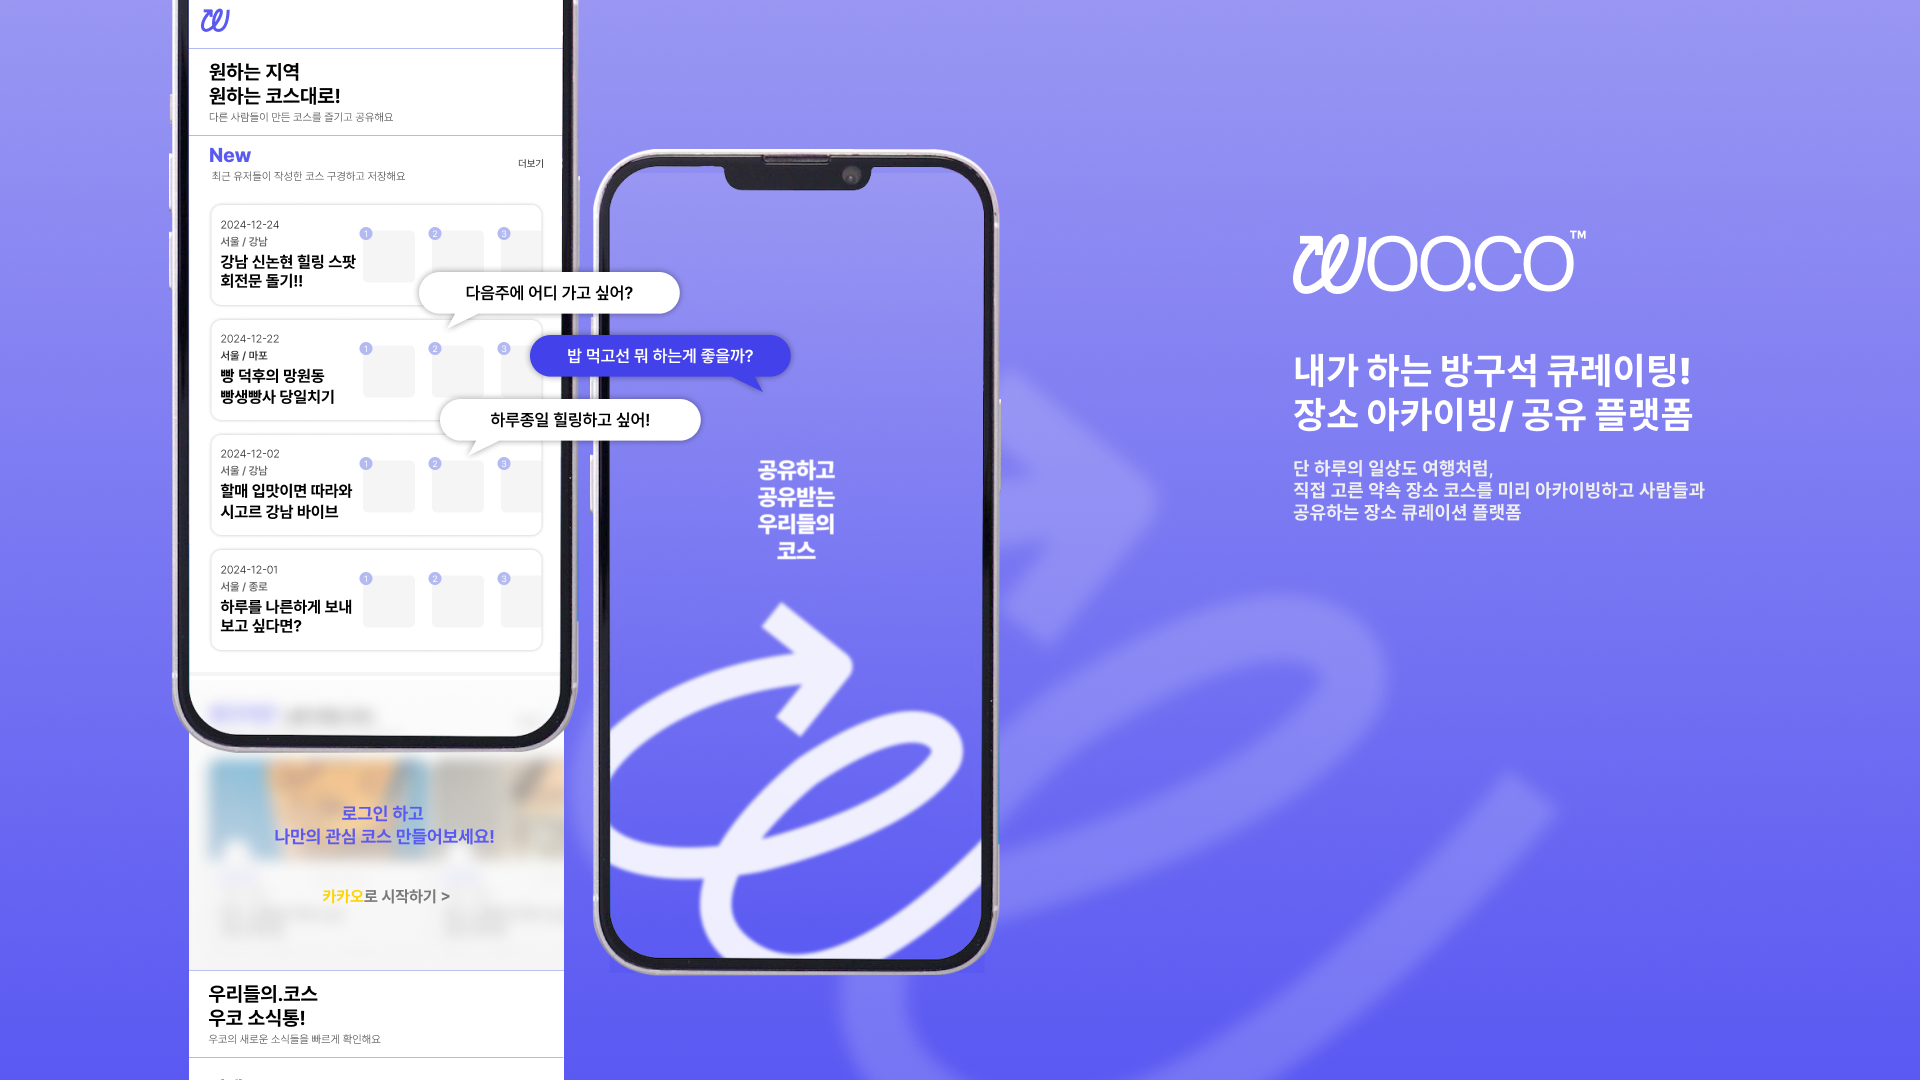 원하는 지역
원하는 코스대로!
다른 사람들이 만든 코스를 즐기고 공유해요
New
더보기
최근 유저들이 작성한 코스 구경하고 저장해요
2024-12-24
서울 / 강남
강남 신논현 힐링 스팟
회전문 돌기!!
1
2
3
2024-12-22
서울 / 마포
빵 덕후의 망원동
빵생빵사 당일치기
1
2
3
2024-12-02
서울 / 강남
할매 입맛이면 따라와
시고르 강남 바이브
1
2
3
2024-12-01
서울 / 종로
하루를 나른하게 보내
보고 싶다면?
1
2
3
로그인 하고
나만의 관심 코스 만들어보세요!
카카오로 시작하기 >
우리들의.코스
우코 소식통!
우코의 새로운 소식들을 빠르게 확인해요
다음주에 어디 가고 싶어?
밥 먹고선 뭐 하는게 좋을까?
하루종일 힐링하고 싶어!
공유하고
공유받는
우리들의
코스
WOO.CO™
내가 하는 방구석 큐레이팅!
장소 아카이빙/ 공유 플랫폼
단 하루의 일상도 여행처럼,
직접 고른 약속 장소 코스를 미리 아카이빙하고 사람들과
공유하는 장소 큐레이션 플랫폼